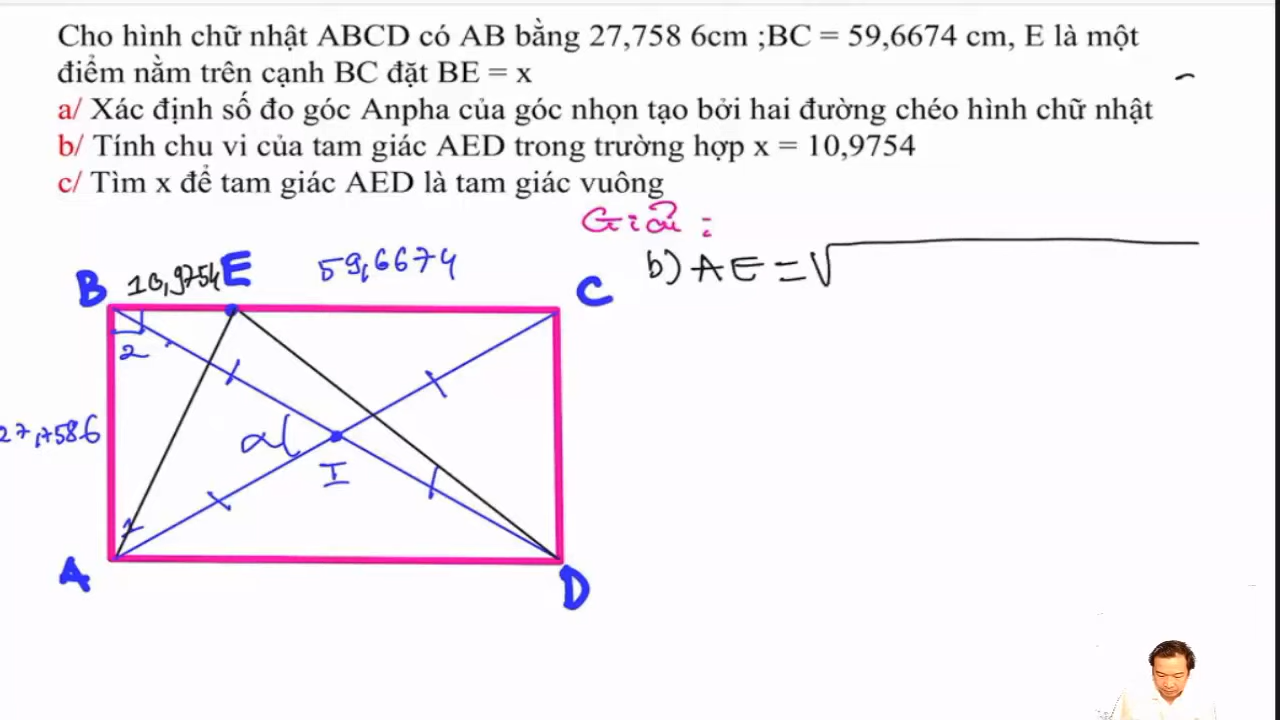 Cho hình chữ nhật ABCD có AB bằng 27,758 6cm ;BC = 59,6674 cm, E là một
điểm nằm trên cạnh BC đặt BE = x
a/ Xác định số đo góc Anpha của góc nhọn tạo bởi hai đường chéo hình chữ nhật
b/ Tính chu vi của tam giác AED trong trường hợp x = 10,9754
c/ Tìm x để tam giác AED là tam giác vuông
Giải :
b) AE = √
B 10,9754 E 59,6674 C
2
27,7586
α
I
1
A D